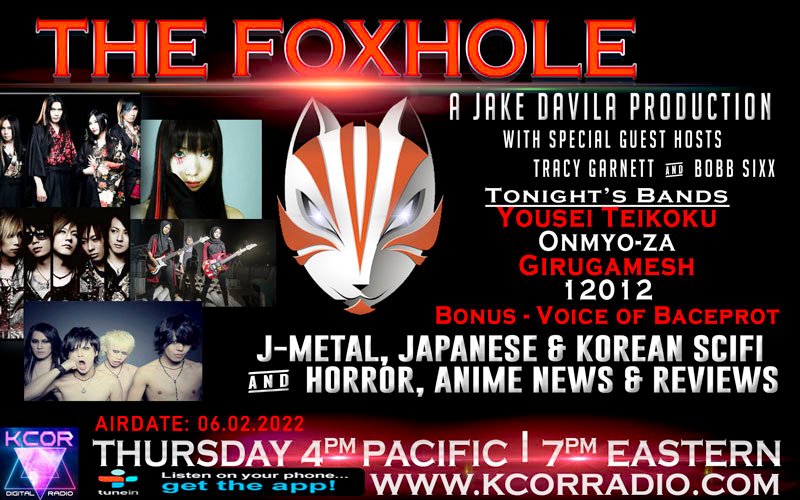 THE FOXHOLE
A JAKE DAVILA PRODUCTION
WITH SPECIAL GUEST HOSTS
TRACY GARNETT AND BOBB SIXX
TONIGHT'S BANDS
YOUSEI TEIKOKU
ONMYO-ZA
GIRUGAMESH
12012
BONUS - VOICE OF BACEPROT
J-METAL, JAPANESE & KOREAN SCIFI
AND HORROR, ANIME NEWS & REVIEWS
AIRDATE: 06.02.2022
THURSDAY 4PM PACIFIC | 7PM EASTERN
KCOR
DIGITAL RADIO
tunein
Listen on your phone...
get the app!
WWW.KCORRADIO.COM